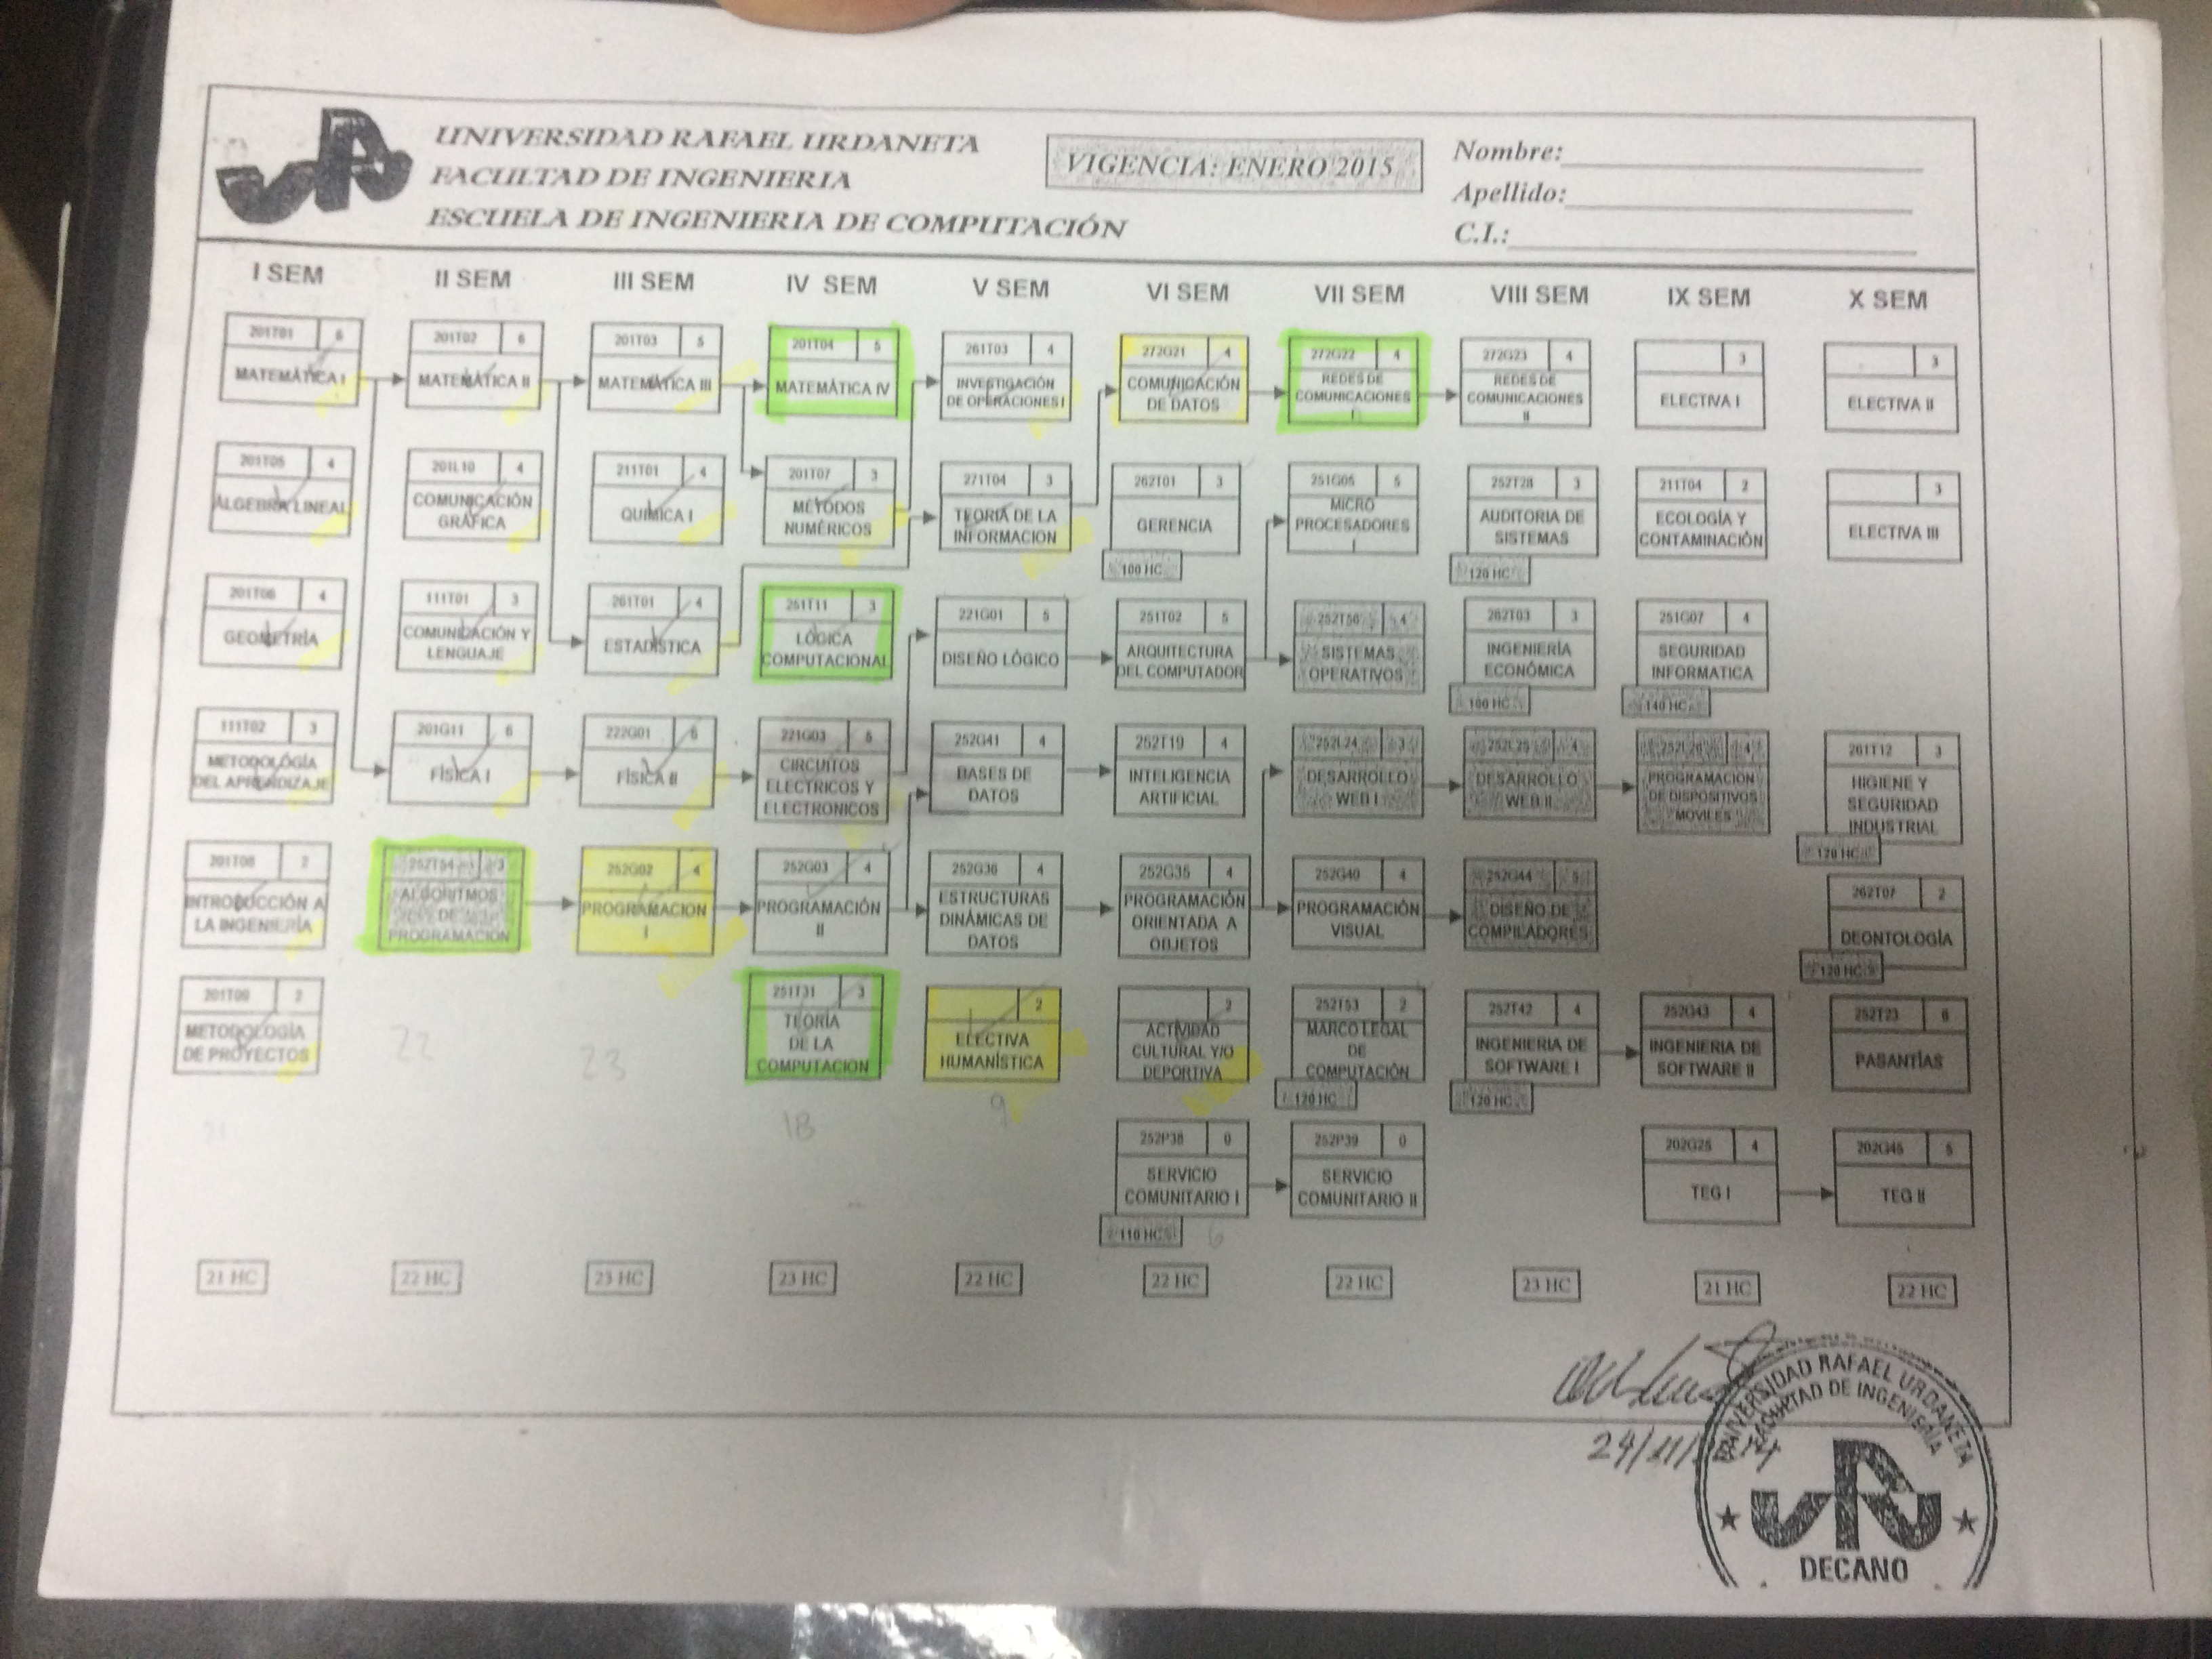 UNIVERSIDAD RAFAEL URDANETA
FACULTAD DE INGENIERIA
ESCUELA DE INGENIERIA DE COMPUTACIÓN
VIGENCIA: ENERO 2015
Nombre:
Apellido:
C.I.:
I SEM
II SEM
III SEM
IV SEM
V SEM
VI SEM
VII SEM
VIII SEM
IX SEM
X SEM
201T01 6
MATEMÁTICA I
201T02 6
MATEMÁTICA II
201T03 5
MATEMÁTICA III
201T04 5
MATEMÁTICA IV
261T03 4
INVESTIGACIÓN
DE OPERACIONES I
272G21 4
COMUNICACIÓN
DE DATOS
272G22 4
REDES DE
COMUNICACIONES
I
272G23 4
REDES DE
COMUNICACIONES
II
3
ELECTIVA I
3
ELECTIVA II
201T05 4
ÁLGEBRA LINEAL
201L10 4
COMUNICACIÓN
GRÁFICA
211T01 4
QUIMICA I
201T07 3
MÉTODOS
NUMÉRICOS
271T04 3
TEORIA DE LA
INFORMACION
262T01 3
GERENCIA
100 HC
251G05 5
MICRO
PROCESADORES
I
252T28 3
AUDITORIA DE
SISTEMAS
120 HC
211T04 2
ECOLOGÍA Y
CONTAMINACIÓN
3
ELECTIVA III
201T06 4
GEOMETRÍA
111T01 3
COMUNICACIÓN Y
LENGUAJE
261T01 4
ESTADÍSTICA
251T11 3
LÓGICA
COMPUTACIONAL
221G01 5
DISEÑO LÓGICO
251T02 5
ARQUITECTURA
DEL COMPUTADOR
252T50 4
SISTEMAS
OPERATIVOS
262T03 3
INGENIERÍA
ECONÓMICA
100 HC
251G07 4
SEGURIDAD
INFORMATICA
140 HC
111T02 3
METODOLOGÍA
DEL APRENDIZAJE
201G11 6
FÍSICA I
222G01 6
FÍSICA II
221G03 5
CIRCUITOS
ELECTRICOS Y
ELECTRONICOS
252G41 4
BASES DE
DATOS
252T19 4
INTELIGENCIA
ARTIFICIAL
252L24 3
DESARROLLO
WEB I
252L25 4
DESARROLLO
WEB II
252L26 4
PROGRAMACION
DE DISPOSITIVOS
MOVILES
261T12 3
HIGIENE Y
SEGURIDAD
INDUSTRIAL
120 HC
201T08 2
INTRODUCCIÓN A
LA INGENIERÍA
252T54 3
ALGORITMOS
DE
PROGRAMACION
252G02 4
PROGRAMACION
I
252G03 4
PROGRAMACIÓN
II
252G36 4
ESTRUCTURAS
DINÁMICAS DE
DATOS
252G35 4
PROGRAMACIÓN
ORIENTADA A
OBJETOS
252G40 4
PROGRAMACIÓN
VISUAL
252G44 5
DISEÑO DE
COMPILADORES
262T07 2
DEONTOLOGÍA
120 HC
201T09 2
METODOLOGÍA
DE PROYECTOS
251T31 3
TEORÍA
DE LA
COMPUTACION
2
ELECTIVA
HUMANÍSTICA
2
ACTIVIDAD
CULTURAL Y/O
DEPORTIVA
252T53 2
MARCO LEGAL
DE
COMPUTACIÓN
120 HC
252T42 4
INGENIERIA DE
SOFTWARE I
120 HC
252G43 4
INGENIERIA DE
SOFTWARE II
252T23 6
PASANTÍAS
21
22
23
18
9
6
252P38 0
SERVICIO
COMUNITARIO I
110 HC
252P39 0
SERVICIO
COMUNITARIO II
202G25 4
TEG I
202G45 5
TEG II
21 HC
22 HC
23 HC
23 HC
22 HC
22 HC
22 HC
23 HC
21 HC
22 HC
UNIVERSIDAD RAFAEL URDANETA
FACULTAD DE INGENIERÍA
DECANO